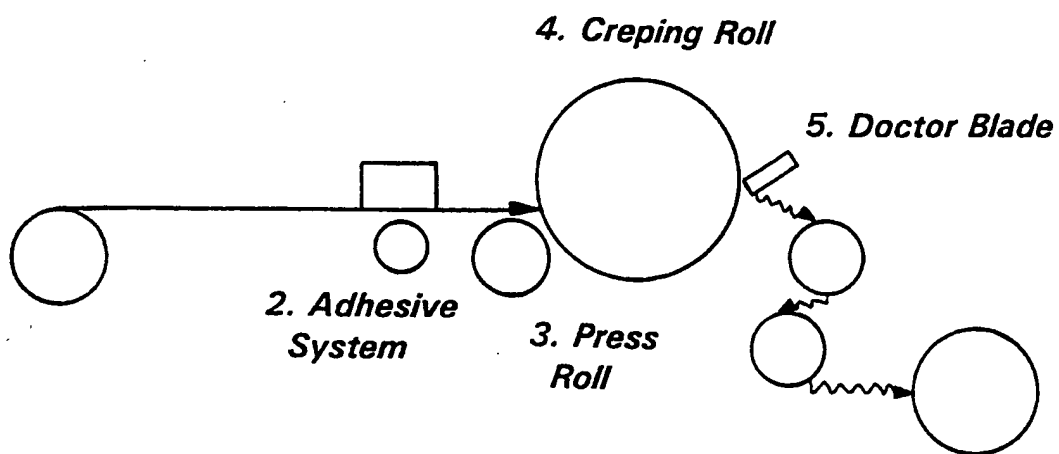 4. Creping Roll
5. Doctor Blade
2. Adhesive
System
3. Press
Roll